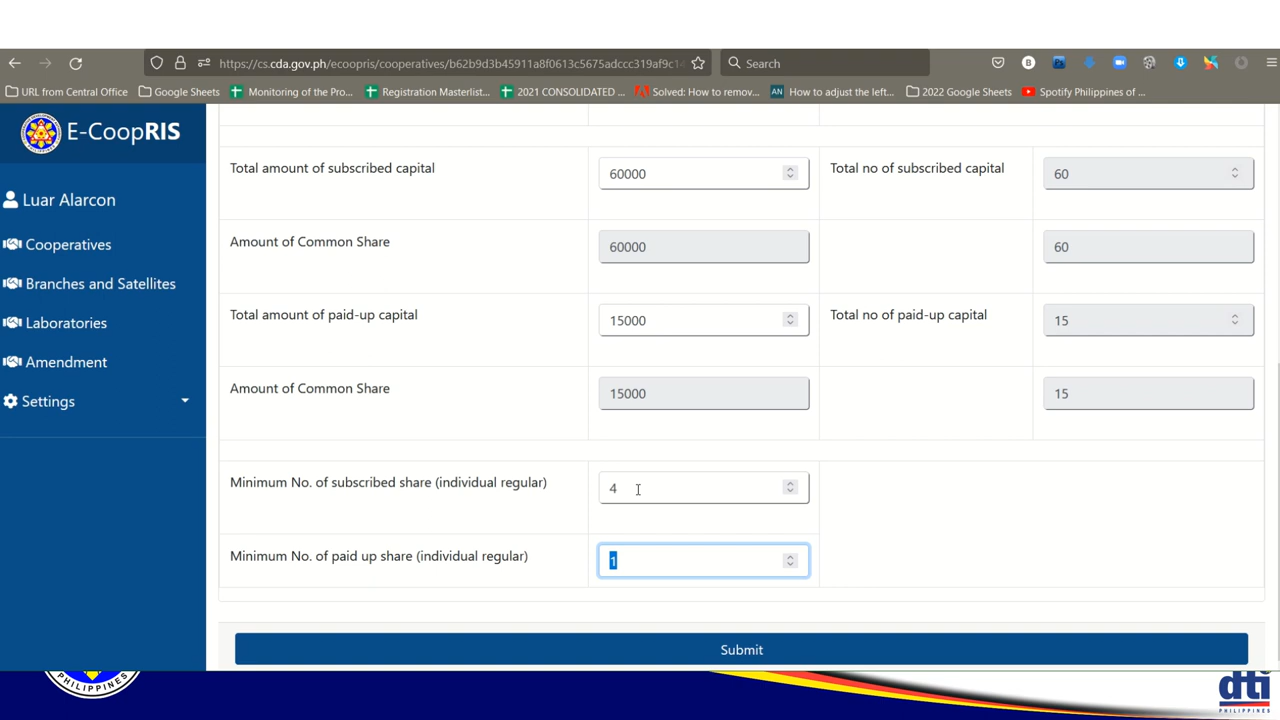 https://cs.cda.gov.ph/ecoopris/cooperatives/b62b9d3b45911a8f0613c5675adccc319af9c14
Search
URL from Central Office
Google Sheets
Monitoring of the Pro...
Registration Masterlist...
2021 CONSOLIDATED ...
Solved: How to remov...
AN How to adjust the left...
2022 Google Sheets
Spotify Philippines of ...
E-CoopRIS
Luar Alarcon
Cooperatives
Branches and Satellites
Laboratories
Amendment
Settings
Total amount of subscribed capital 60000 Total no of subscribed capital 60
Amount of Common Share 60000 60
Total amount of paid-up capital 15000 Total no of paid-up capital 15
Amount of Common Share 15000 15
Minimum No. of subscribed share (individual regular) 4
Minimum No. of paid up share (individual regular) 1
Submit
PHILIPPINES
dti
PHILIPPINES